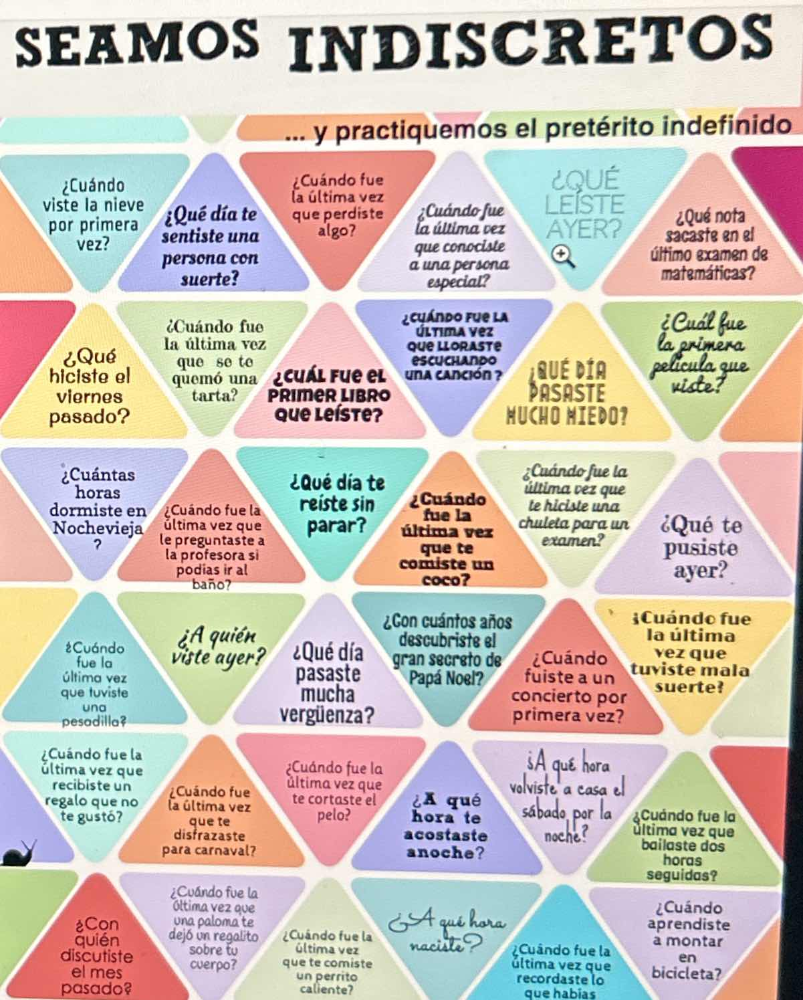 SEAMOS INDISCRETOS
... y practiquemos el pretérito indefinido
¿Cuándo
viste la nieve
por primera
vez?
¿Qué día te
sentiste una
persona con
suerte?
¿Cuándo fue
la última vez
que perdiste
algo?
¿Cuándo fue
la última vez
que conociste
a una persona
especial?
¿QUÉ
LEÍSTE
AYER?
¿Qué nota
sacaste en el
último examen de
matemáticas?
¿Qué
hiciste el
viernes
pasado?
¿Cuándo fue
la última vez
que se te
quemó una
tarta?
¿CUÁL FUE EL
PRIMER LIBRO
QUE LEÍSTE?
¿CUÁNDO FUE LA
ÚLTIMA VEZ
QUE LLORASTE
ESCUCHANDO
UNA CANCIÓN ?
¿QUÉ DÍA
PASASTE
MUCHO MIEDO?
¿Cuál fue
la primera
película que
viste?
¿Cuántas
horas
dormiste en
Nochevieja
?
¿Cuándo fue la
última vez que
le preguntaste a
la profesora si
podías ir al
baño?
¿Qué día te
reíste sin
parar?
¿Cuándo
fue la
última vez
que te
comiste un
coco?
¿Cuándo fue la
última vez que
te hiciste una
chuleta para un
examen?
¿Qué te
pusiste
ayer?
¿Cuándo
fue la
última vez
que tuviste
una
pesadilla?
¿A quién
viste ayer?
¿Qué día
pasaste
mucha
vergüenza?
¿Con cuántos años
descubriste el
gran secreto de
Papá Noel?
¿Cuándo
fuiste a un
concierto por
primera vez?
¿Cuándo fue
la última
vez que
tuviste mala
suerte?
¿Cuándo fue la
última vez que
recibiste un
regalo que no
te gustó?
¿Cuándo fue
la última vez
que te
disfrazaste
para carnaval?
¿Cuándo fue la
última vez que
te cortaste el
pelo?
¿A qué
hora te
acostaste
anoche?
¿A qué hora
volviste a casa el
sábado por la
noche?
¿Cuándo fue la
última vez que
bailaste dos
horas
seguidas?
¿Con
quién
discutiste
el mes
pasado?
¿Cuándo fue la
última vez que
una paloma te
dejó un regalito
sobre tu
cuerpo?
¿Cuándo fue la
última vez
que te comiste
un perrito
caliente?
¿A qué hora
naciste?
¿Cuándo fue la
última vez que
recordaste lo
que habías
¿Cuándo
aprendiste
a montar
en
bicicleta?